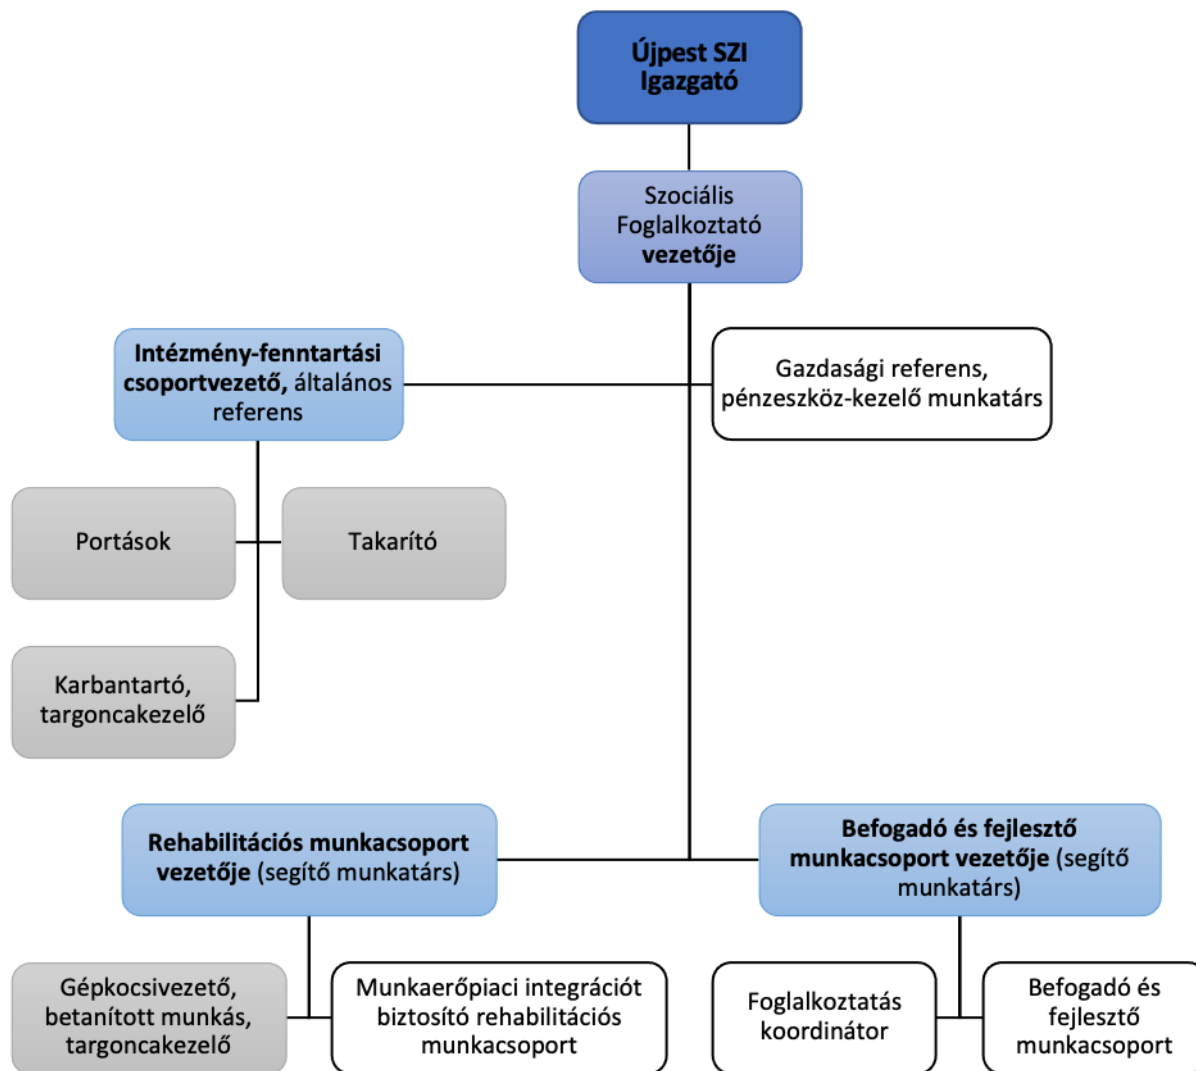 Újpest SZI
Igazgató
Szociális
Foglalkoztató
vezetője
Intézmény-fenntartási
csoportvezető, általános
referens
Gazdasági referens,
pénzeszköz-kezelő munkatárs
Portások
Takarító
Karbantartó,
targoncakezelő
Rehabilitációs munkacsoport
vezetője (segítő munkatárs)
Befogadó és fejlesztő
munkacsoport vezetője (segítő
munkatárs)
Gépkocsivezető,
betanított munkás,
targoncakezelő
Munkaerőpiaci integrációt
biztosító rehabilitációs
munkacsoport
Foglalkoztatás
koordinátor
Befogadó és
fejlesztő
munkacsoport